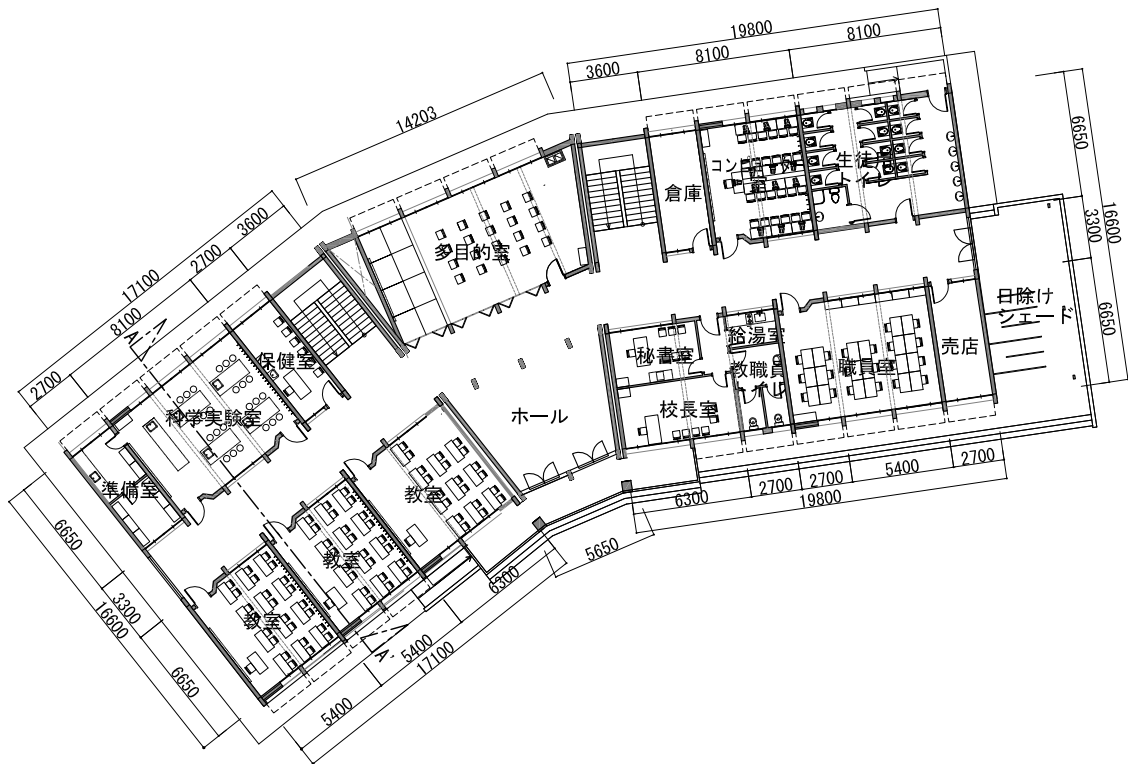 19800
3600
8100
8100
14203
3600
2700
17100
8100
2700
6650
3300
16600
6650
コンピュータ
室
生徒用
トイレ
倉庫
多目的室
日除け
シェード
保健室
給湯室
秘書室
教職員
トイレ
職員室
売店
校長室
A
科学実験室
ホール
準備室
教室
教室
教室
6300
2700
2700
5400
2700
19800
5650
6300
6650
3300
16600
6650
A'
5400
17100
5400